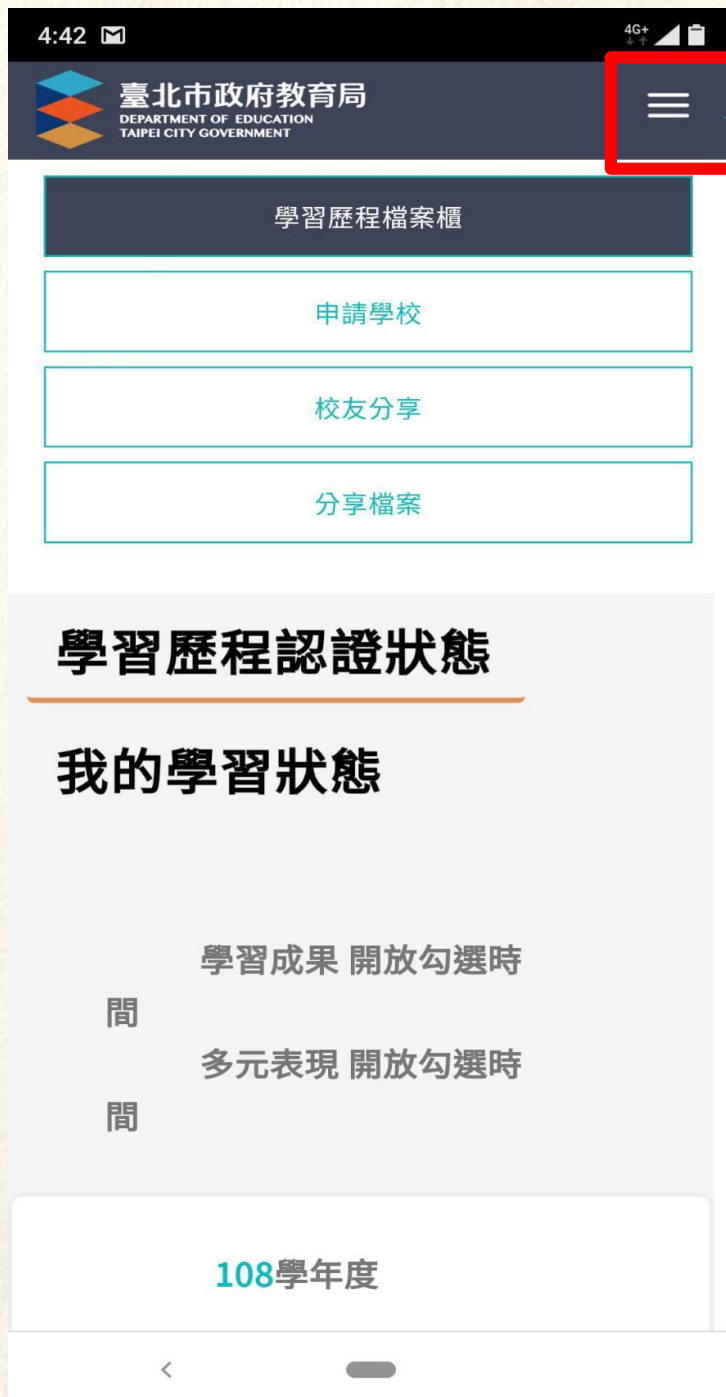 4:42
4G+
臺北市政府教育局
DEPARTMENT OF EDUCATION
TAIPEI CITY GOVERNMENT
學習歷程檔案櫃
申請學校
校友分享
分享檔案
學習歷程認證狀態
我的學習狀態
學習成果 開放勾選時
間
多元表現 開放勾選時
間
108學年度